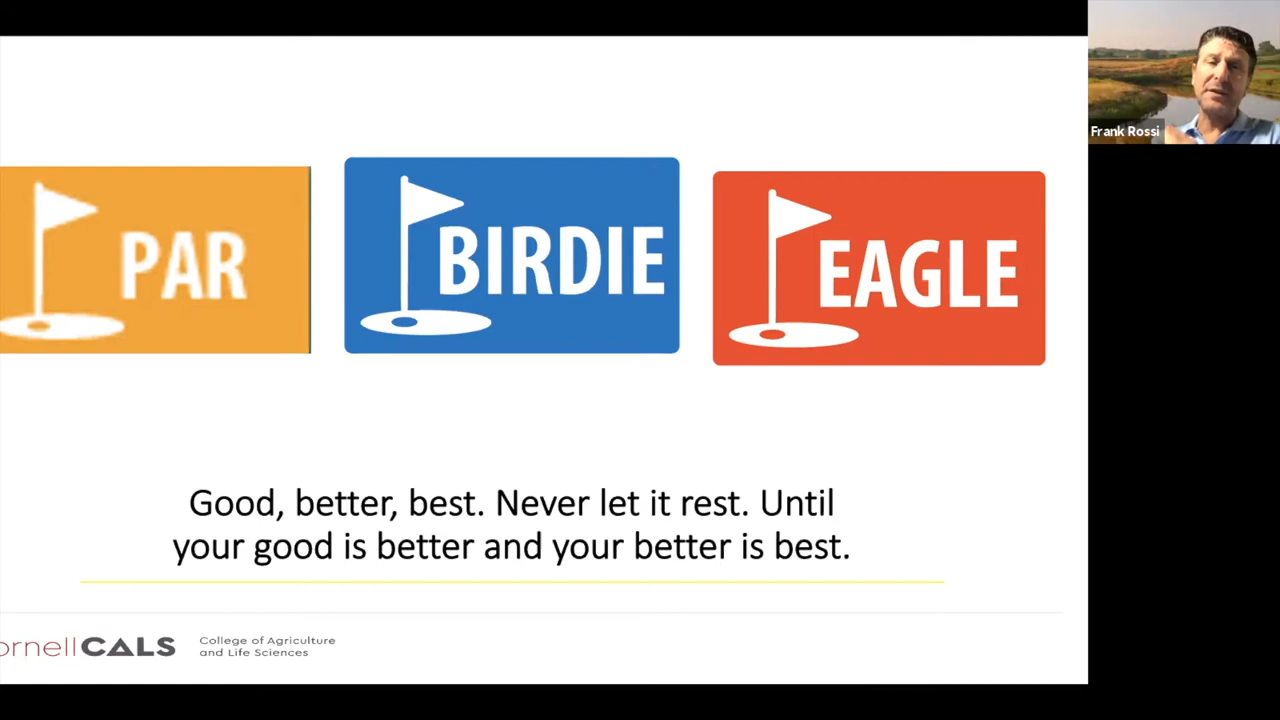 Frank Rossi
PAR
BIRDIE
EAGLE
Good, better, best. Never let it rest. Until
your good is better and your better is best.
ornellCALS
College of Agriculture
and Life Sciences